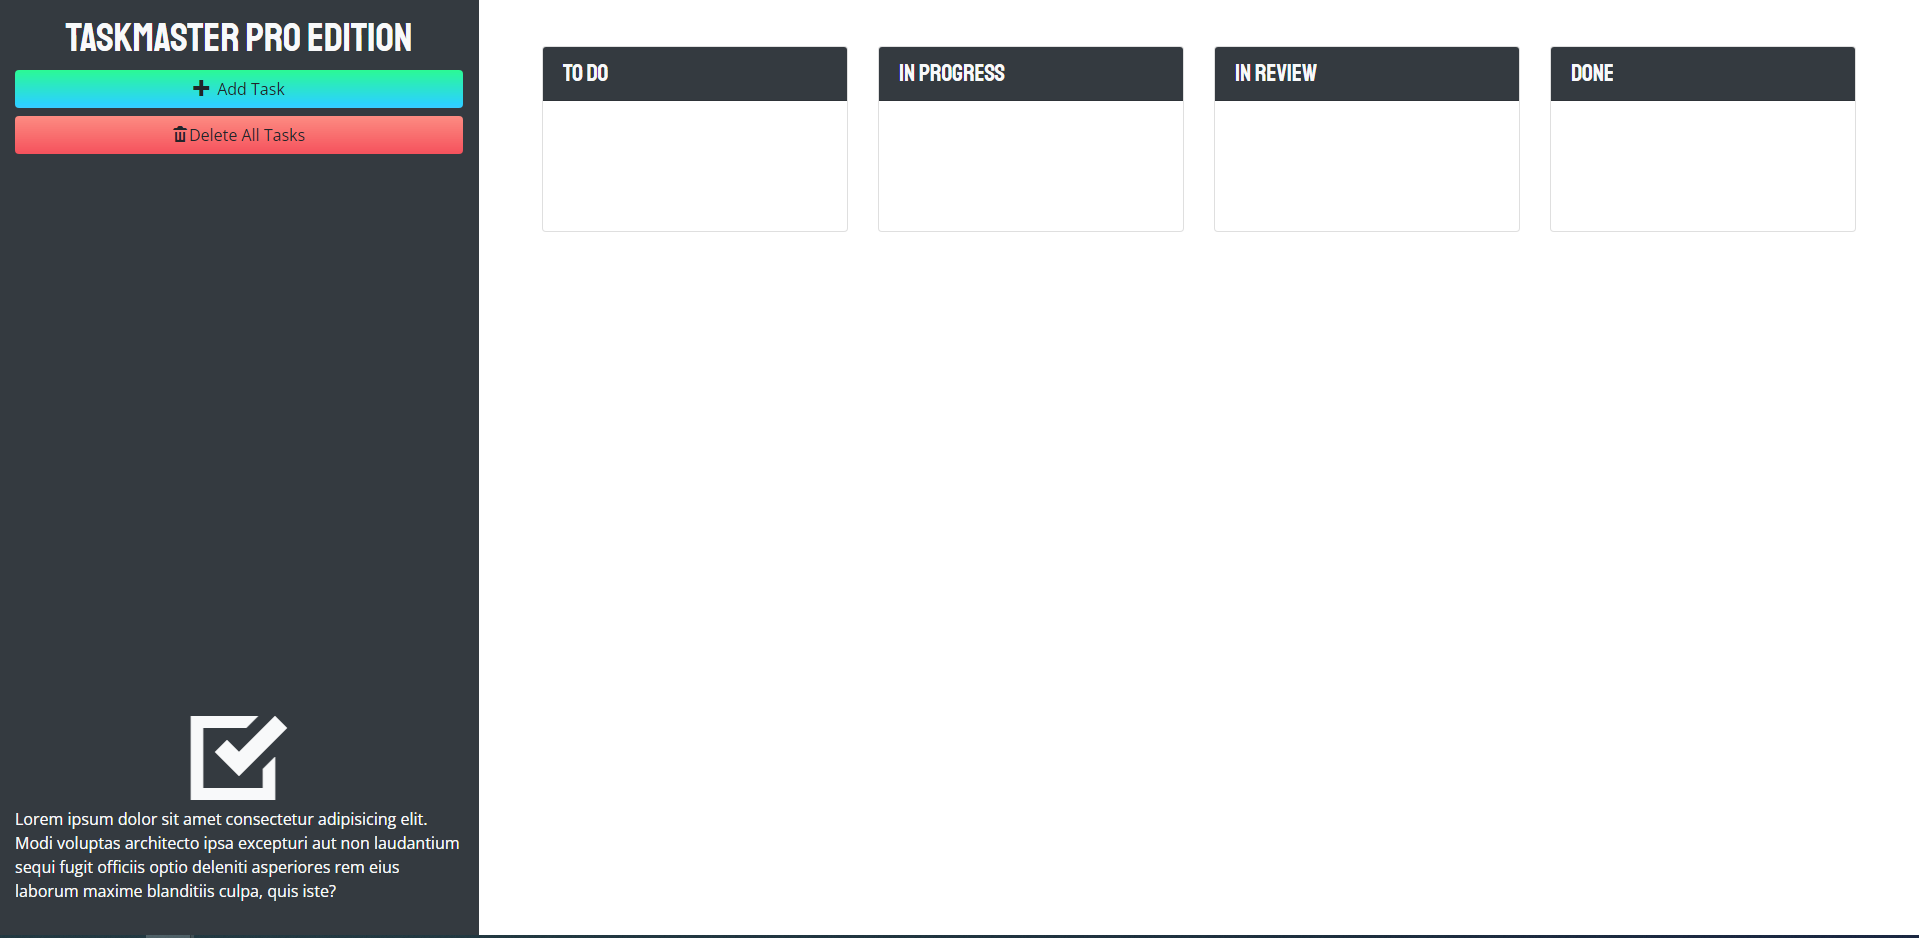 TASKMASTER PRO EDITION
Add Task
Delete All Tasks
Lorem ipsum dolor sit amet consectetur adipisicing elit.
Modi voluptas architecto ipsa excepturi aut non laudantium
sequi fugit officiis optio deleniti asperiores rem eius
laborum maxime blanditiis culpa, quis iste?
TO DO
IN PROGRESS
IN REVIEW
DONE